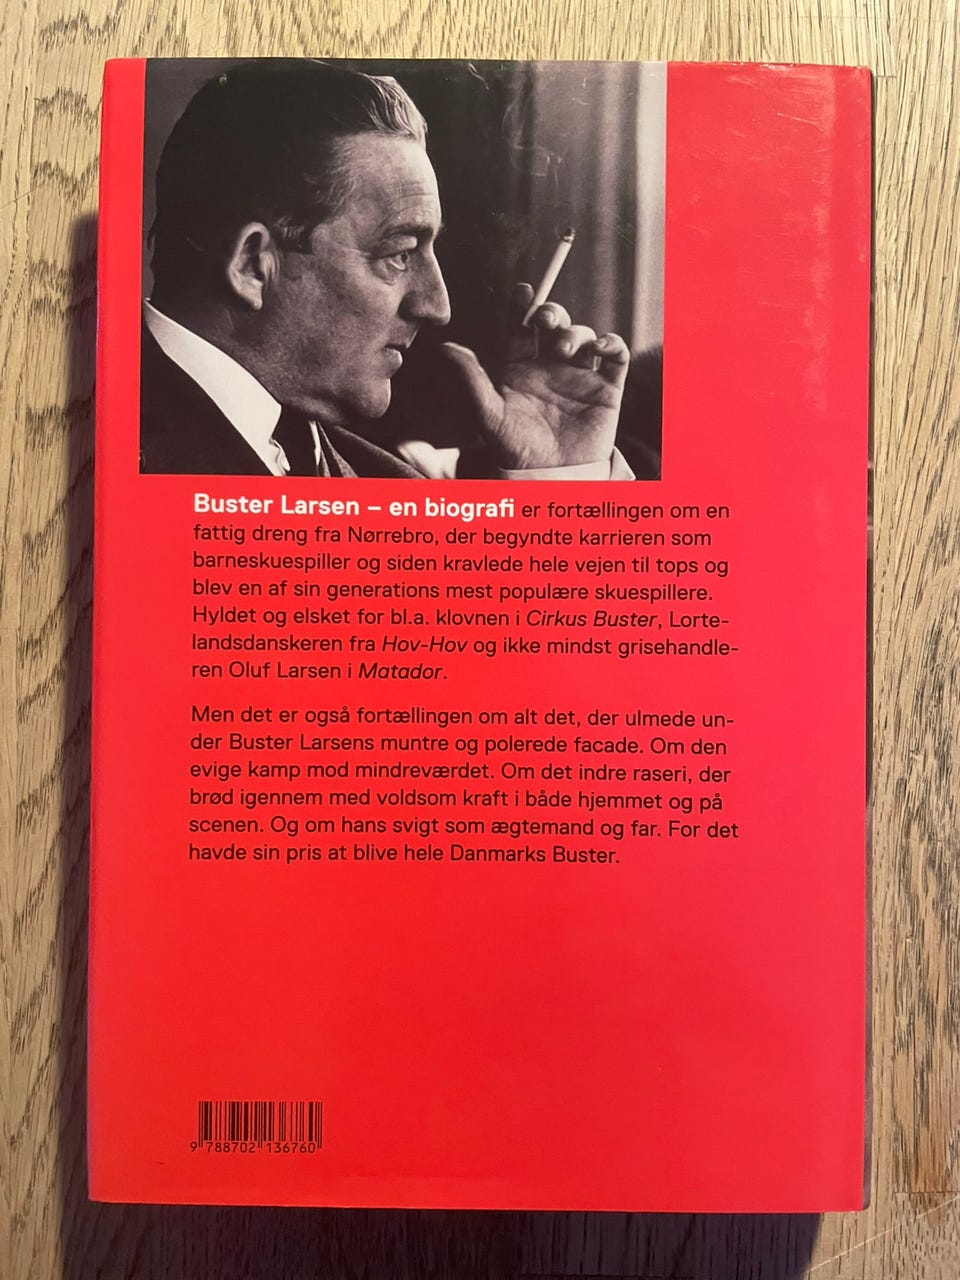 Buster Larsen – en biografi er fortællingen om en
fattig dreng fra Nørrebro, der begyndte karrieren som
barneskuespiller og siden kravlede hele vejen til tops og
blev en af sin generations mest populære skuespillere.
Hyldet og elsket for bl.a. klovnen i Cirkus Buster, Lorte-
landsdanskeren fra Hov-Hov og ikke mindst grisehandle-
ren Oluf Larsen i Matador.
Men det er også fortællingen om alt det, der ulmede un-
der Buster Larsens muntre og polerede facade. Om den
evige kamp mod mindreværdet. Om det indre raseri, der
brød igennem med voldsom kraft i både hjemmet og på
scenen. Og om hans svigt som ægtemand og far. For det
havde sin pris at blive hele Danmarks Buster.
9 788702 136760